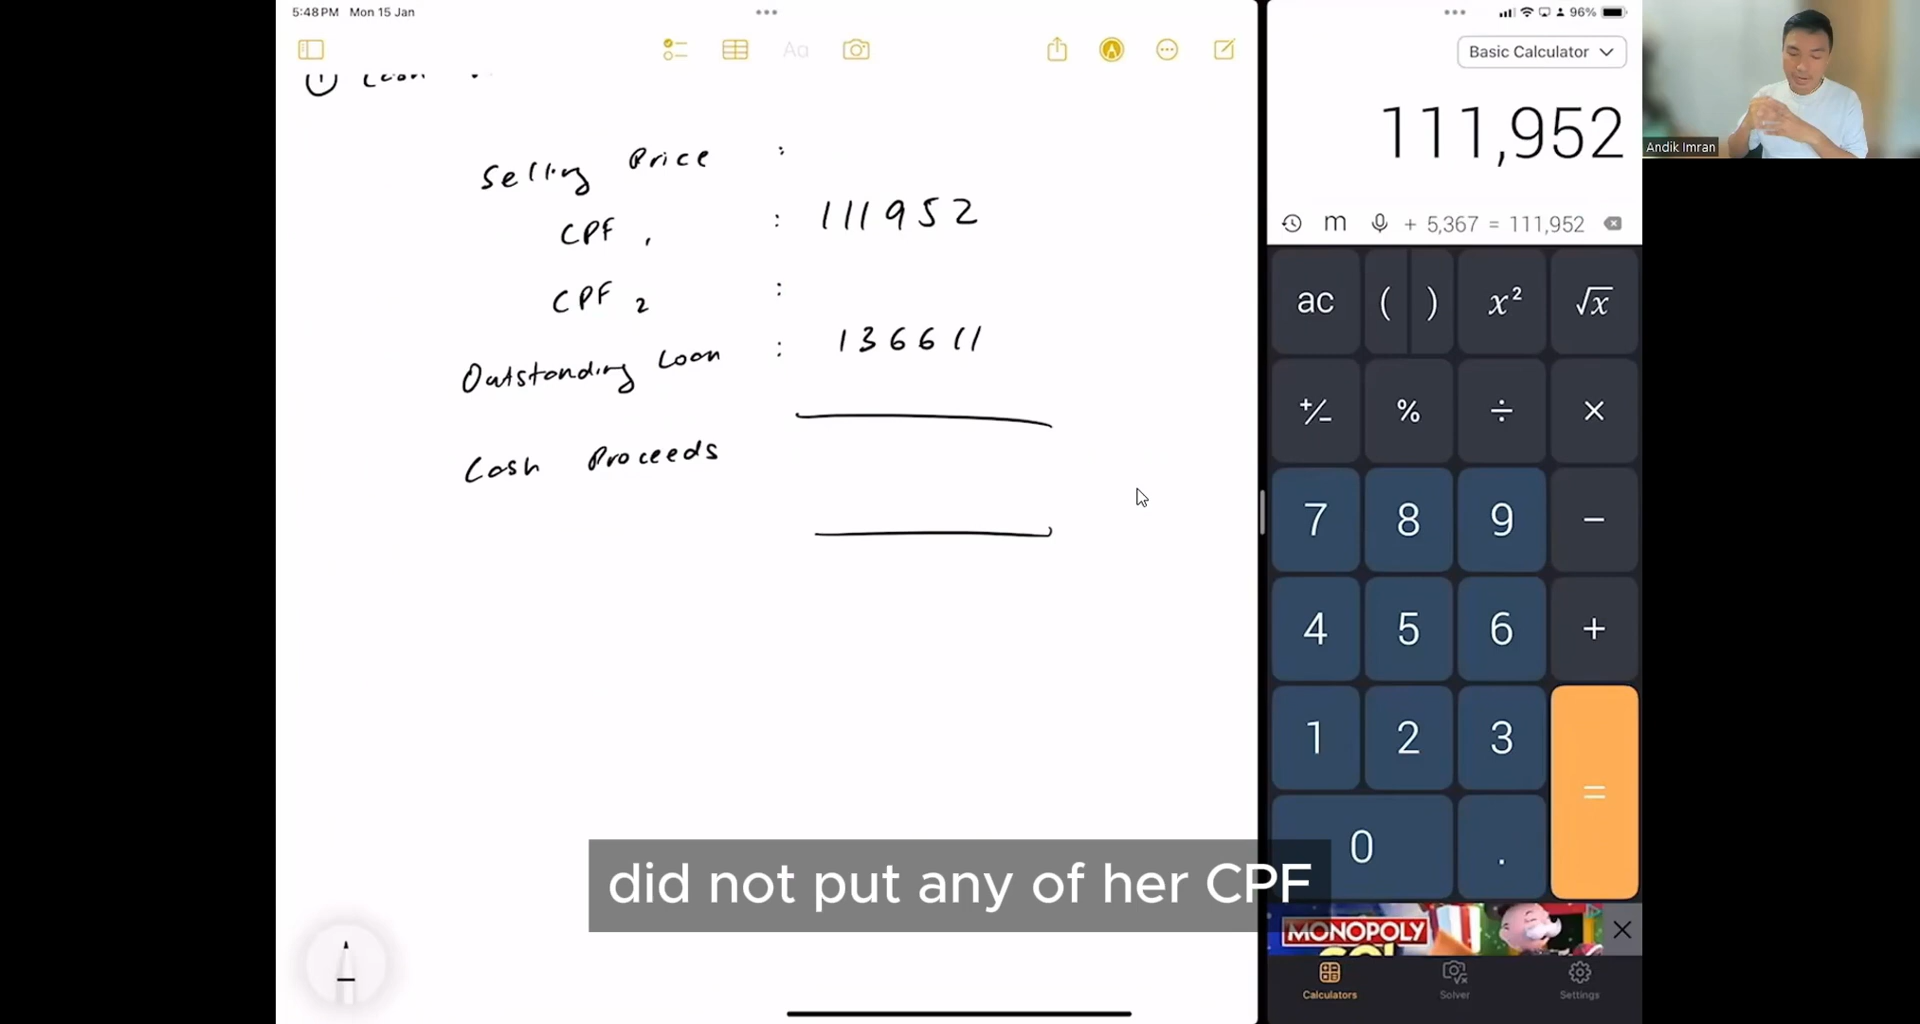 5:48 PM Mon 15 Jan
96%
Aa
Basic Calculator
111,952
Andik Imran
Selling Price :
CPF 1 : 111952
CPF 2 :
Outstanding Loan : 136611
Cash Proceeds
m + 5,367 = 111,952
ac ( ) x² √x
+/- % ÷ ×
7 8 9 −
4 5 6 +
1 2 3 =
0 .
did not put any of her CPF
MONOPOLY
GO!
Calculators Solver Settings